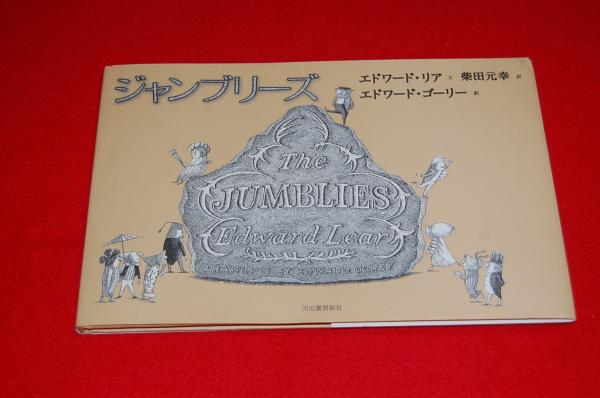 ジャンブリーズ
エドワード・リア 文 柴田元幸 訳
エドワード・ゴーリー 絵
The
JUMBLIES
Edward Lear
DRAWINGS BY EDWARD GOREY
河出書房新社